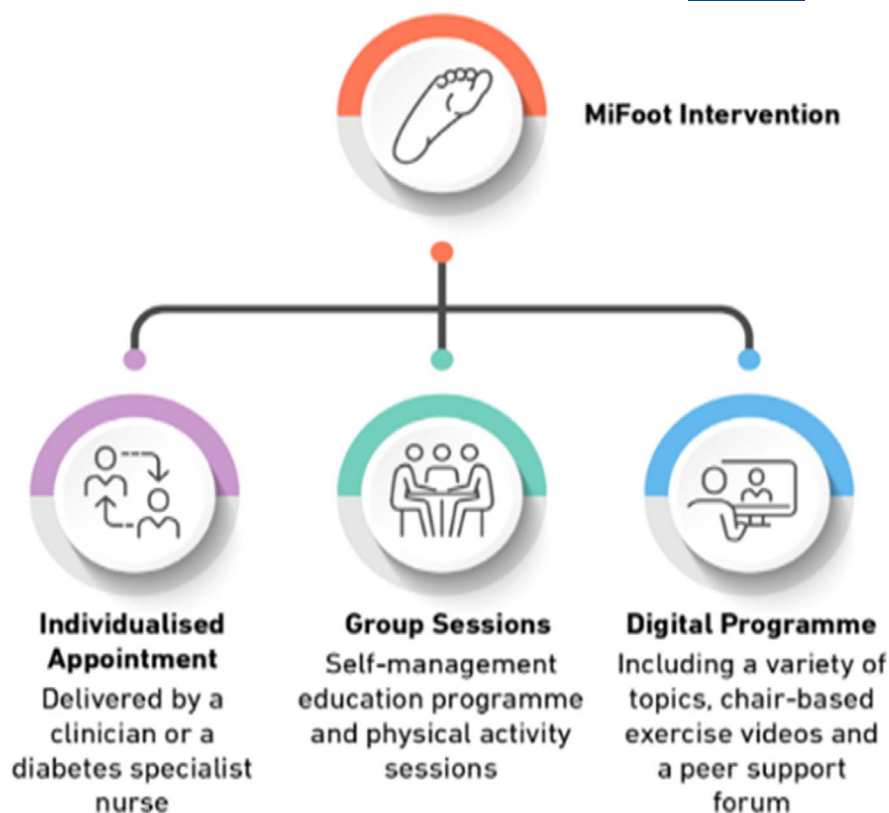 MiFoot Intervention
Individualised
Appointment
Delivered by a
clinician or a
diabetes specialist
nurse
Group Sessions
Self-management
education programme
and physical activity
sessions
Digital Programme
Including a variety of
topics, chair-based
exercise videos and
a peer support
forum